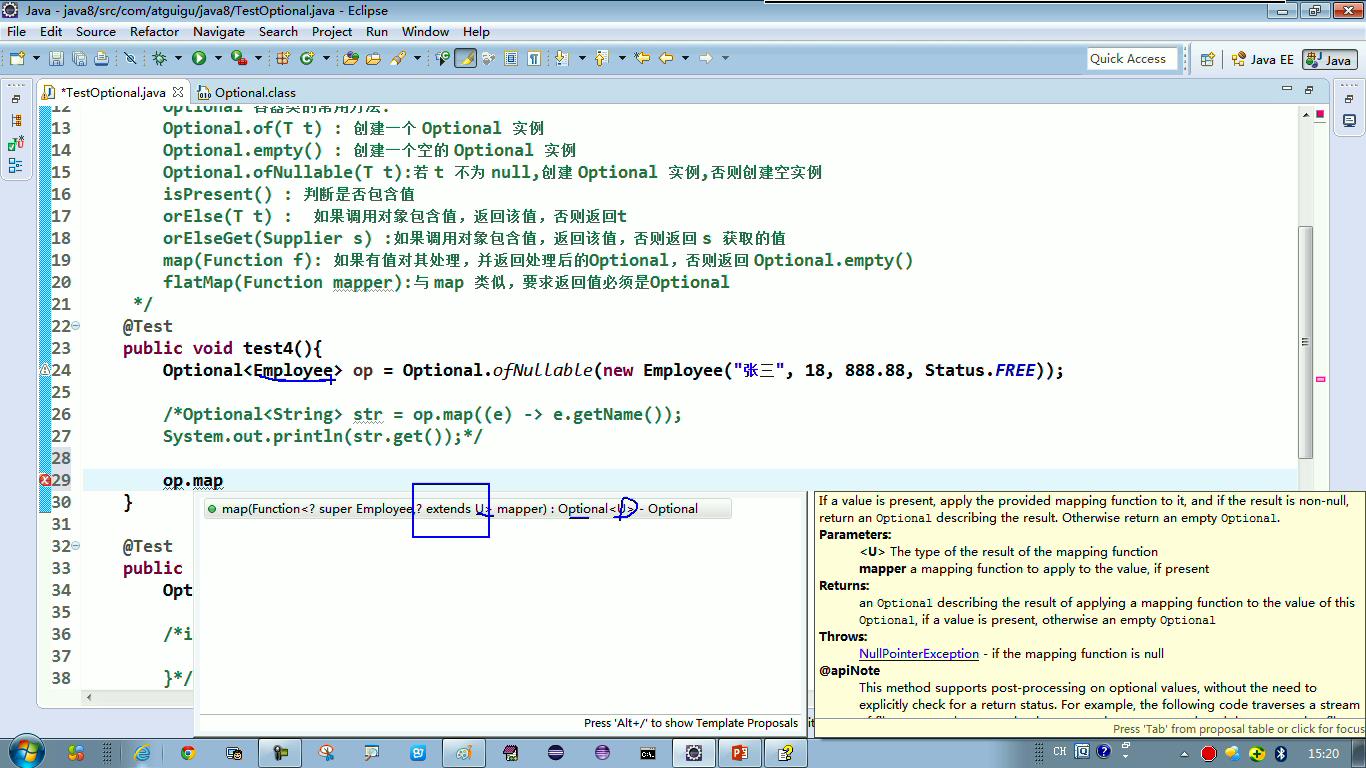 Java - java8/src/com/atguigu/java8/TestOptional.java - Eclipse
File Edit Source Refactor Navigate Search Project Run Window Help
Quick Access
Java EE
Java
*TestOptional.java
Optional.class
12 Optional 容器类的常用方法:
13 Optional.of(T t) : 创建一个 Optional 实例
14 Optional.empty() : 创建一个空的 Optional 实例
15 Optional.ofNullable(T t):若 t 不为 null,创建 Optional 实例,否则创建空实例
16 isPresent() : 判断是否包含值
17 orElse(T t) :  如果调用对象包含值，返回该值，否则返回t
18 orElseGet(Supplier s) :如果调用对象包含值，返回该值，否则返回 s 获取的值
19 map(Function f): 如果有值对其处理，并返回处理后的Optional，否则返回 Optional.empty()
20 flatMap(Function mapper):与 map 类似，要求返回值必须是Optional
21 */
22 @Test
23 public void test4(){
24 Optional<Employee> op = Optional.ofNullable(new Employee("张三", 18, 888.88, Status.FREE));
25
26 /*Optional<String> str = op.map((e) -> e.getName());
27 System.out.println(str.get());*/
28
29 op.map
30 }
31
32 @Test
33 public
34 Opt
35
36 /*i
37
38 }*/
map(Function<? super Employee,? extends U> mapper) : Optional<U> - Optional
Press 'Alt+/' to show Template Proposals
If a value is present, apply the provided mapping function to it, and if the result is non-null,
return an Optional describing the result. Otherwise return an empty Optional.
Parameters:
<U> The type of the result of the mapping function
mapper a mapping function to apply to the value, if present
Returns:
an Optional describing the result of applying a mapping function to the value of this
Optional, if a value is present, otherwise an empty Optional
Throws:
NullPointerException - if the mapping function is null
@apiNote
This method supports post-processing on optional values, without the need to
explicitly check for a return status. For example, the following code traverses a stream
Press 'Tab' from proposal table or click for focus
CH
15:20